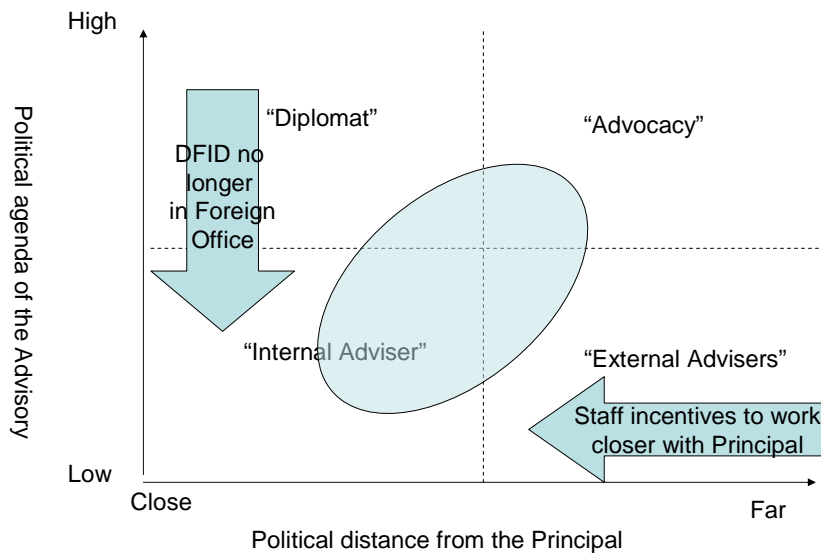 High
“Diplomat”
“Advocacy”
DFID no
longer
in Foreign
Office
Political agenda of the Advisory
“Internal Adviser”
“External Advisers”
Staff incentives to work
closer with Principal
Low
Close
Far
Political distance from the Principal